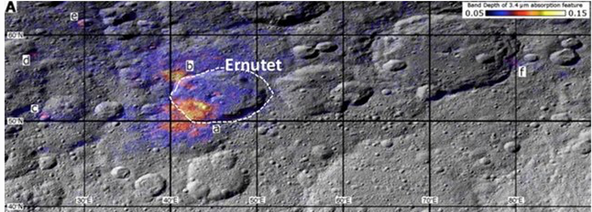 A
Band Depth of 3.4 μm absorption feature
0.05
0.15
e
60°N
d
b
Ernutet
f
c
50°N
a
40°N
30°E
40°E
50°E
70°E
80°E